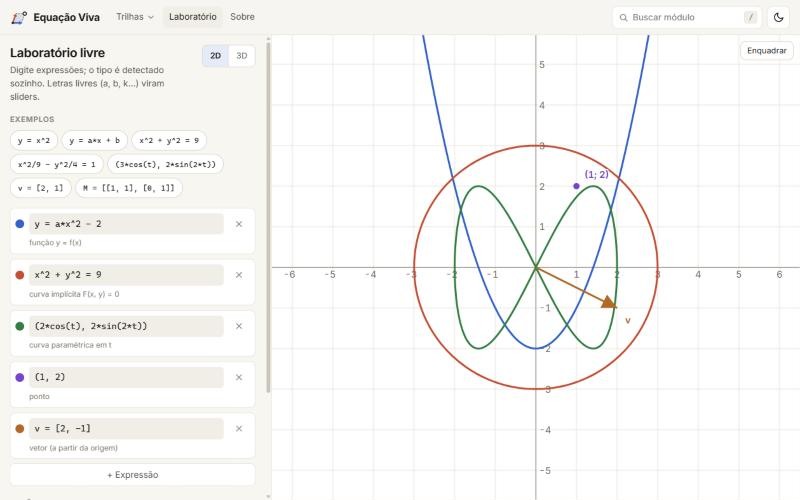 Equação Viva Trilhas Laboratório Sobre Buscar módulo /
Laboratório livre 2D 3D
Digite expressões; o tipo é detectado
sozinho. Letras livres (a, b, k...) viram
sliders.
EXEMPLOS
y = x^2 y = a*x + b x^2 + y^2 = 9
x^2/9 - y^2/4 = 1 (3*cos(t), 2*sin(2*t))
v = [2, 1] M = [[1, 1], [0, 1]]
y = a*x^2 - 2 ×
função y = f(x)
x^2 + y^2 = 9 ×
curva implícita F(x, y) = 0
(2*cos(t), 2*sin(2*t)) ×
curva paramétrica em t
(1, 2) ×
ponto
v = [2, -1] ×
vetor (a partir da origem)
+ Expressão
Enquadrar
5
4
3
(1; 2)
2
1
-6 -5 -4 -3 -2 -1 1 2 3 4 5 6
-1
v
-2
-3
-4
-5